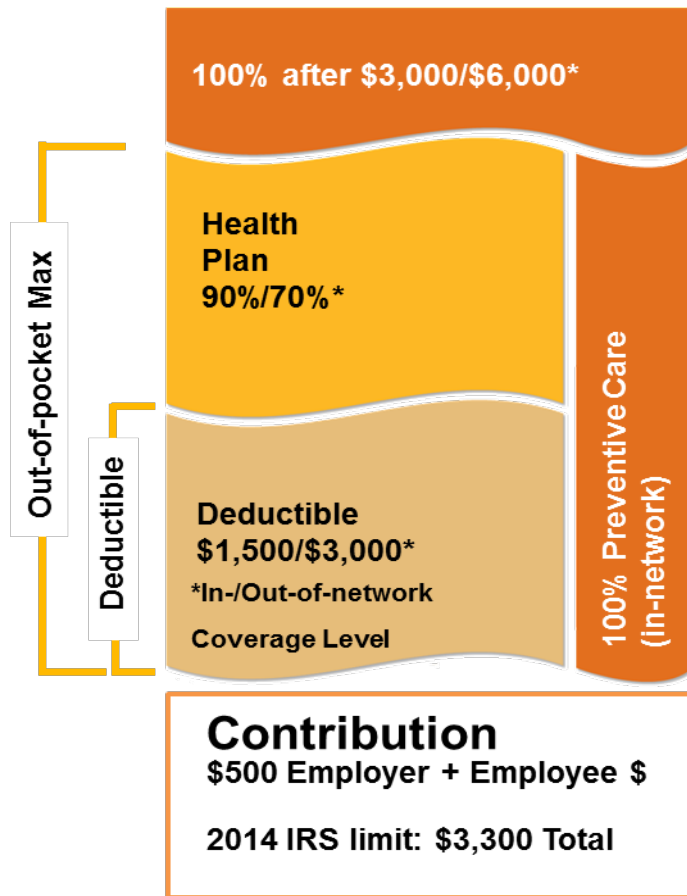 100% after $3,000/$6,000*
Out-of-pocket Max
Health
Plan
90%/70%*
Deductible
Deductible
$1,500/$3,000*
*In-/Out-of-network
Coverage Level
100% Preventive Care
(in-network)
Contribution
$500 Employer + Employee $
2014 IRS limit: $3,300 Total